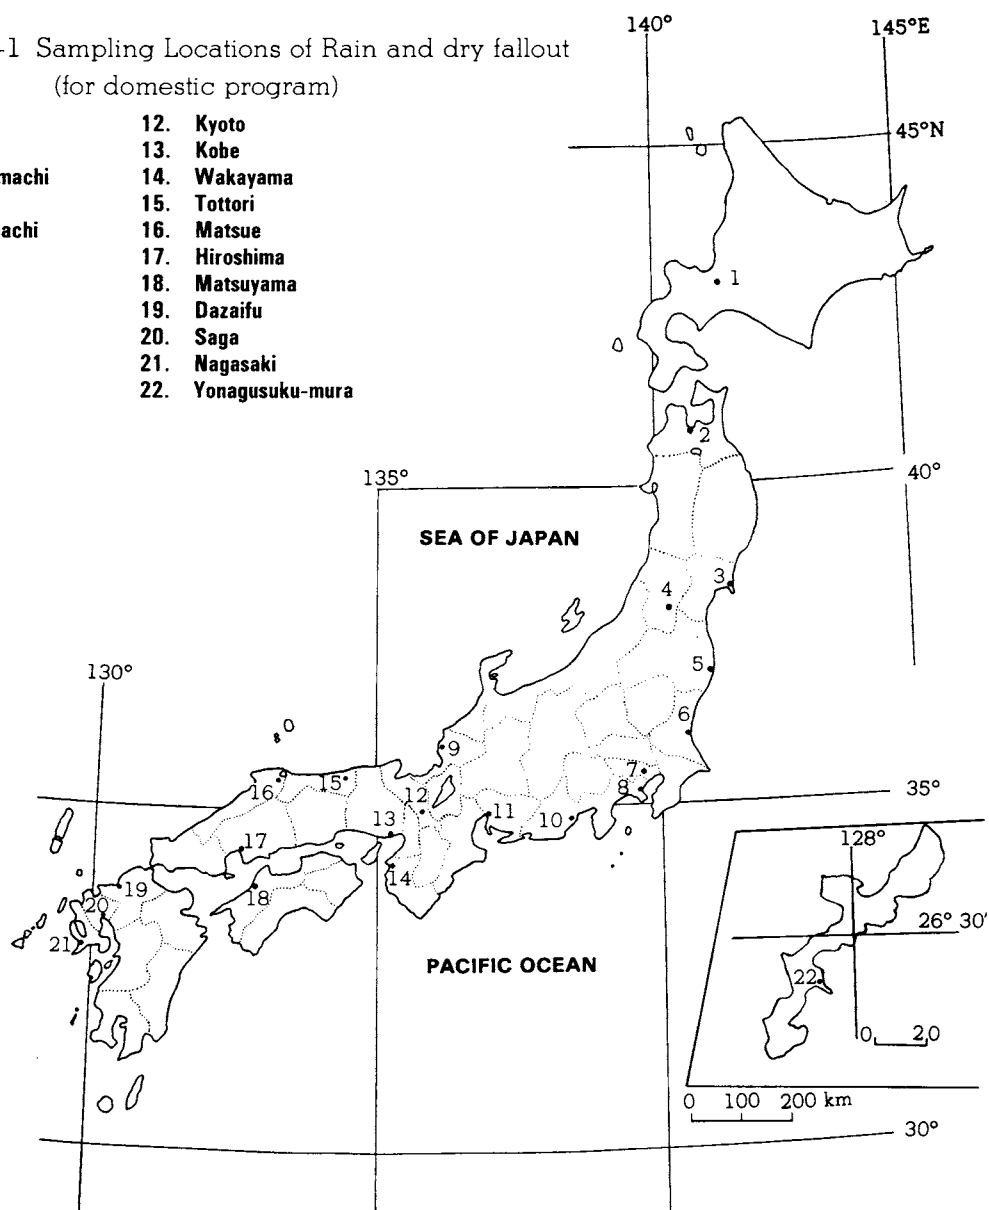 -1 Sampling Locations of Rain and dry fallout
(for domestic program)
12. Kyoto
13. Kobe
machi
14. Wakayama
15. Tottori
achi
16. Matsue
17. Hiroshima
18. Matsuyama
19. Dazaifu
20. Saga
21. Nagasaki
22. Yonagusuku-mura
140°
145°E
45°N
1
2
40°
135°
SEA OF JAPAN
3
4
130°
5
6
9
7
8
35°
16
15
12
11
10
13
17
14
128°
19
18
20
26° 30'
21
PACIFIC OCEAN
22
0 20
0 100 200 km
30°